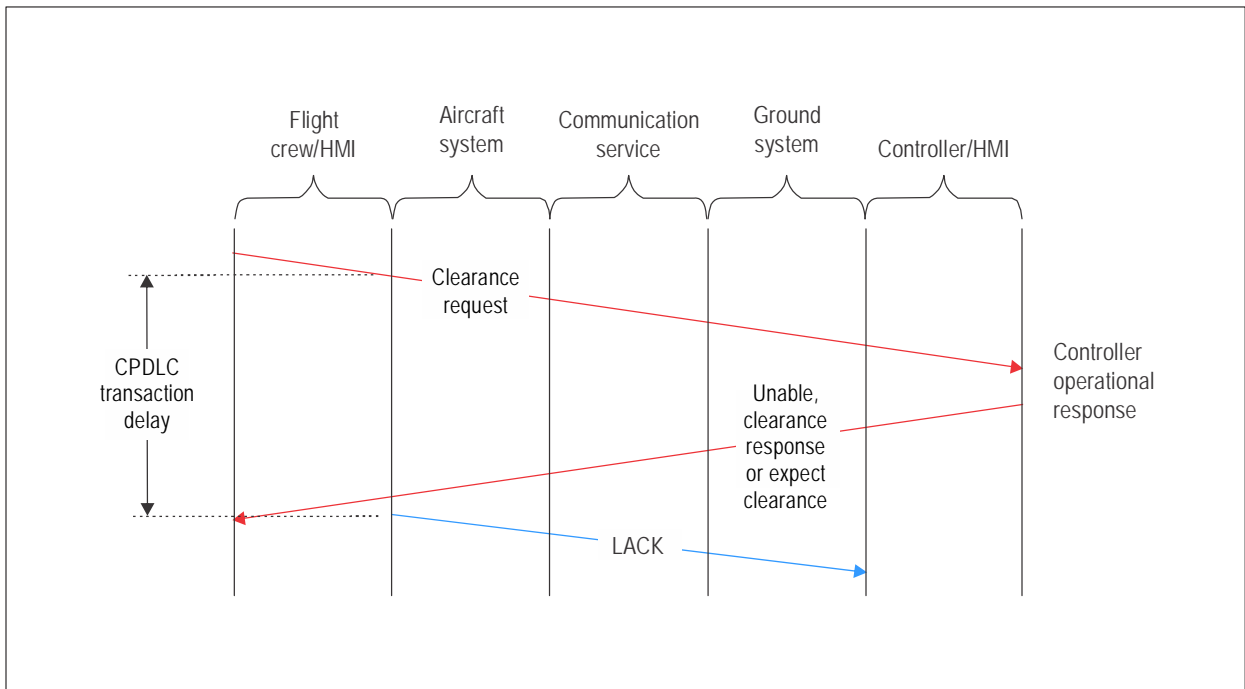 Flight
crew/HMI
Aircraft
system
Communication
service
Ground
system
Controller/HMI
Clearance
request
CPDLC
transaction
delay
Controller
operational
response
Unable,
clearance
response
or expect
clearance
LACK